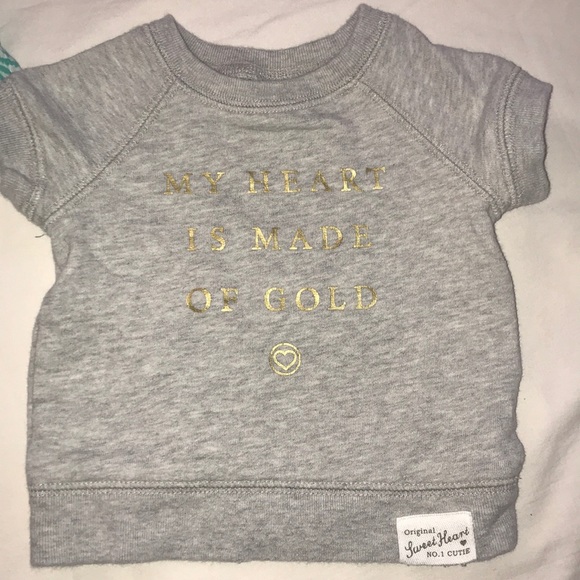 MY HEART
IS MADE
OF GOLD
Original
Sweet Heart
NO.1 CUTIE